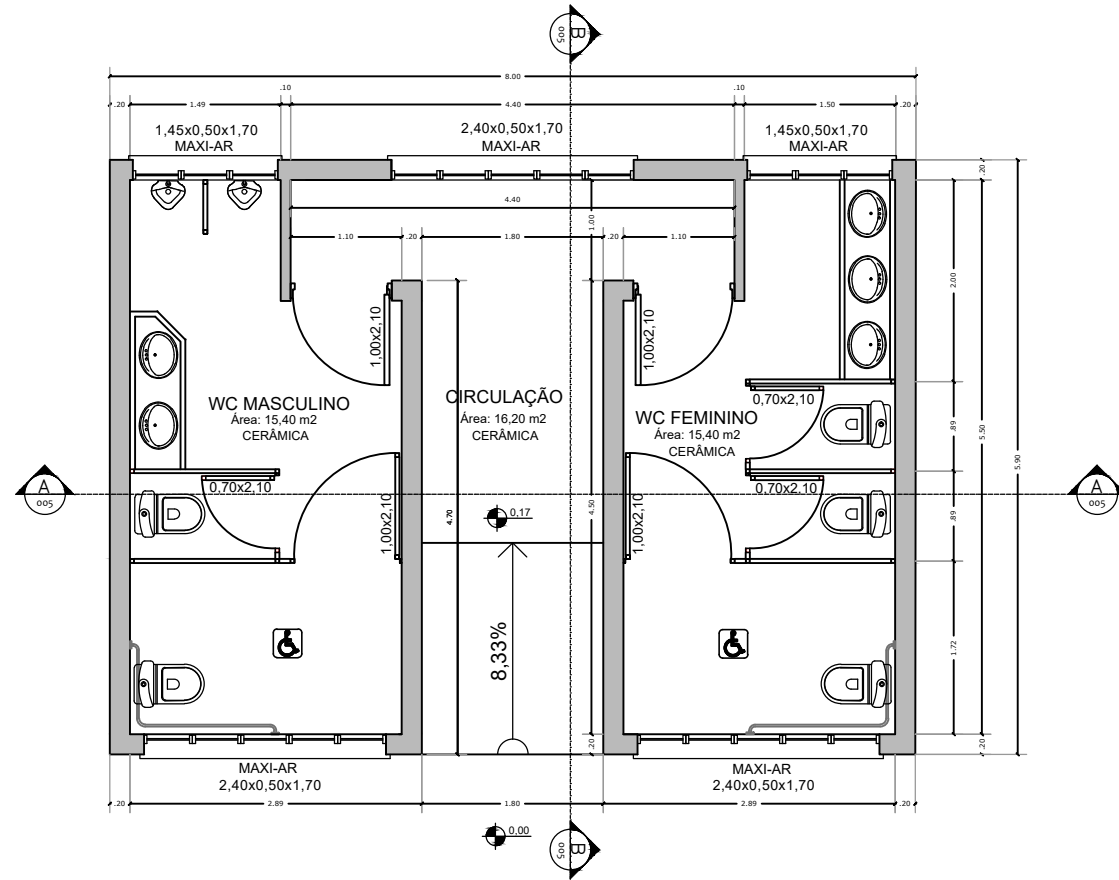 B
005
8.00
.10
.10
.20
1.49
4.40
1.50
.20
1,45x0,50x1,70
MAXI-AR
2,40x0,50x1,70
MAXI-AR
1,45x0,50x1,70
MAXI-AR
.20
4.40
1.00
1.10
.20
1.80
.20
1.10
2.00
1,00x2,10
1,00x2,10
WC MASCULINO
Área: 15,40 m2
CERÂMICA
CIRCULAÇÃO
Área: 16,20 m2
CERÂMICA
WC FEMININO
Área: 15,40 m2
CERÂMICA
0,70x2,10
.89
5.50
5.90
A
005
0,70x2,10
1,00x2,10
4.70
0,17
4.50
1,00x2,10
0,70x2,10
.89
A
005
8,33%
1.72
.20
.20
MAXI-AR
2,40x0,50x1,70
MAXI-AR
2,40x0,50x1,70
.20
2.89
1.80
2.89
.20
0,00
B
005